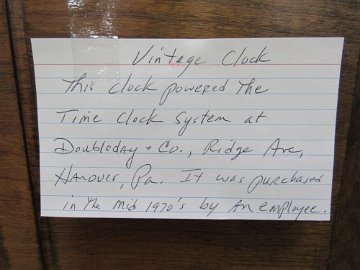 Vintage Clock
This clock powered The
Time Clock System at
Doubleday & Co., Ridge Ave,
Hanover, Pa. It was purchased
in The mid 1970's by An employee.